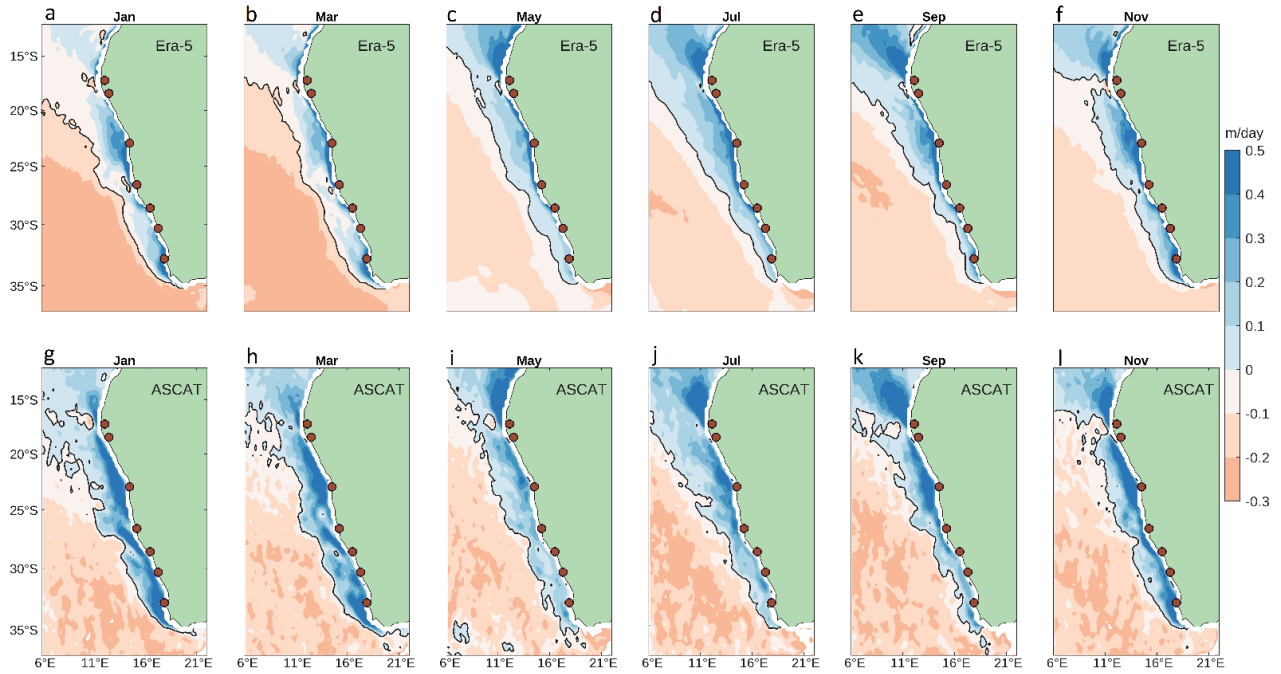 a Jan b Mar c May d Jul e Sep f Nov
Era-5 Era-5 Era-5 Era-5 Era-5 Era-5
15°S
20°S
25°S
30°S
35°S
m/day
0.5
0.4
0.3
0.2
0.1
0
-0.1
-0.2
-0.3
g Jan h Mar i May j Jul k Sep l Nov
ASCAT ASCAT ASCAT ASCAT ASCAT ASCAT
15°S
20°S
25°S
30°S
35°S
6°E 11°E 16°E 21°E 6°E 11°E 16°E 21°E 6°E 11°E 16°E 21°E 6°E 11°E 16°E 21°E 6°E 11°E 16°E 21°E 6°E 11°E 16°E 21°E